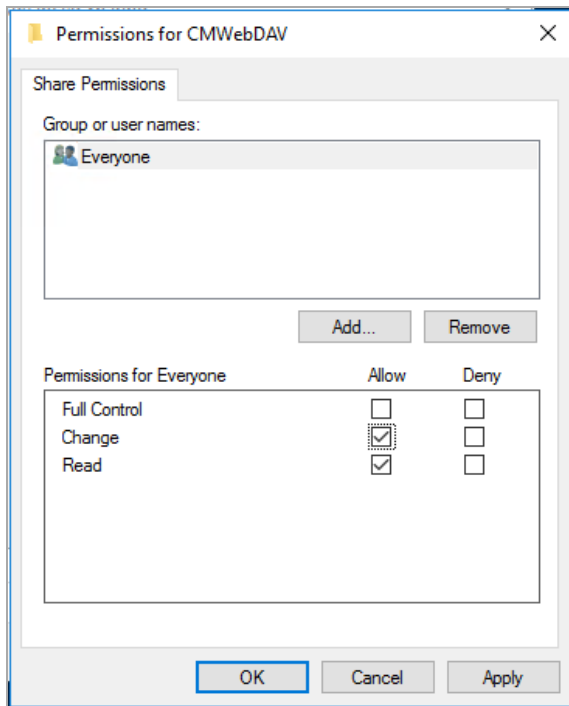 Permissions for CMWebDAV
Share Permissions
Group or user names:
Everyone
Add...
Remove
Permissions for Everyone
Allow
Deny
Full Control
Change
Read
OK
Cancel
Apply